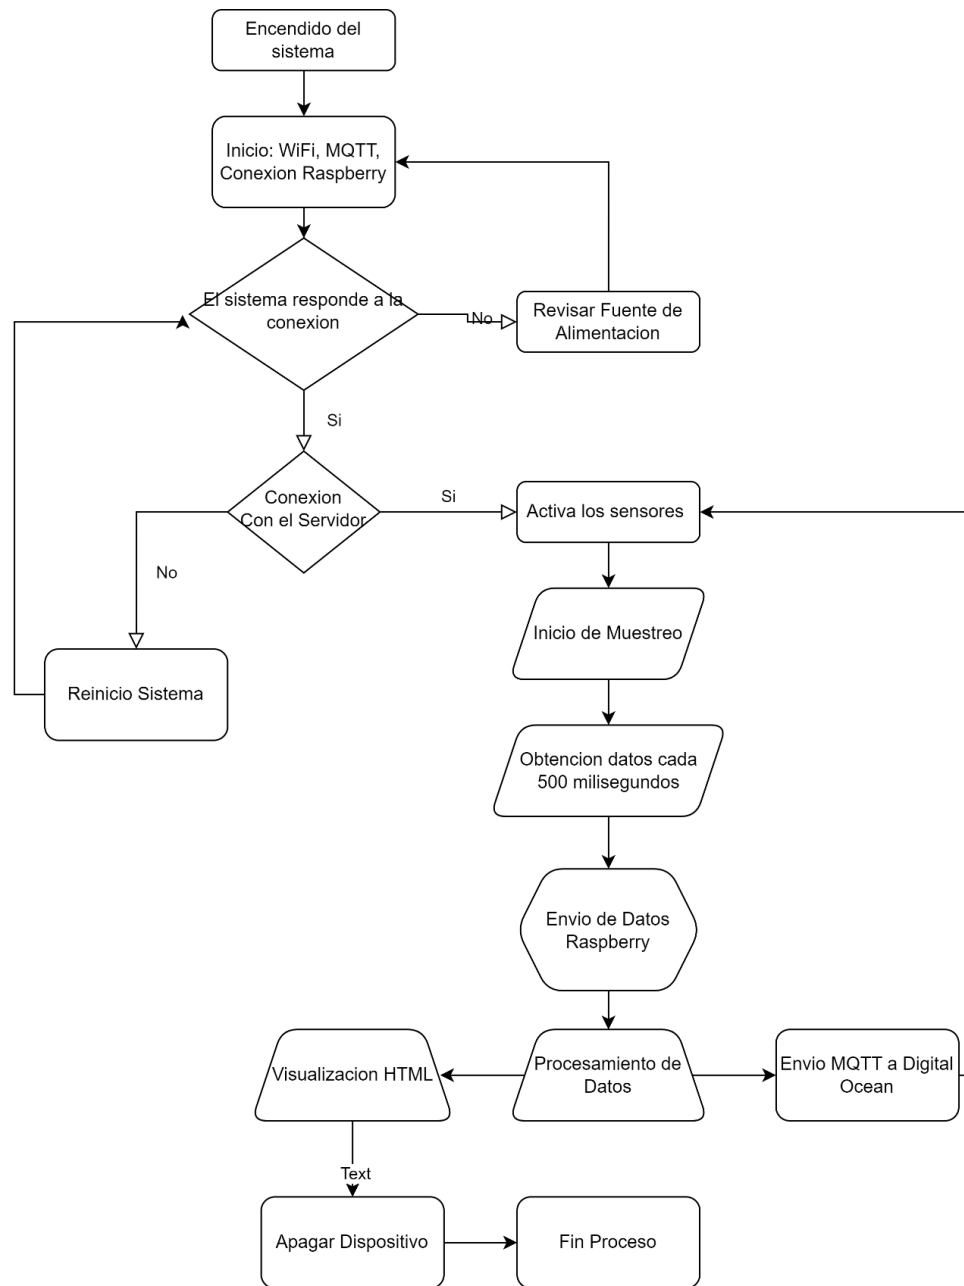 Encendido del
sistema
Inicio: WiFi, MQTT,
Conexion Raspberry
El sistema responde a la
conexion
No
Revisar Fuente de
Alimentacion
Si
Conexion
Con el Servidor
Si
Activa los sensores
No
Reinicio Sistema
Inicio de Muestreo
Obtencion datos cada
500 milisegundos
Envio de Datos
Raspberry
Visualizacion HTML
Procesamiento de
Datos
Envio MQTT a Digital
Ocean
Text
Apagar Dispositivo
Fin Proceso